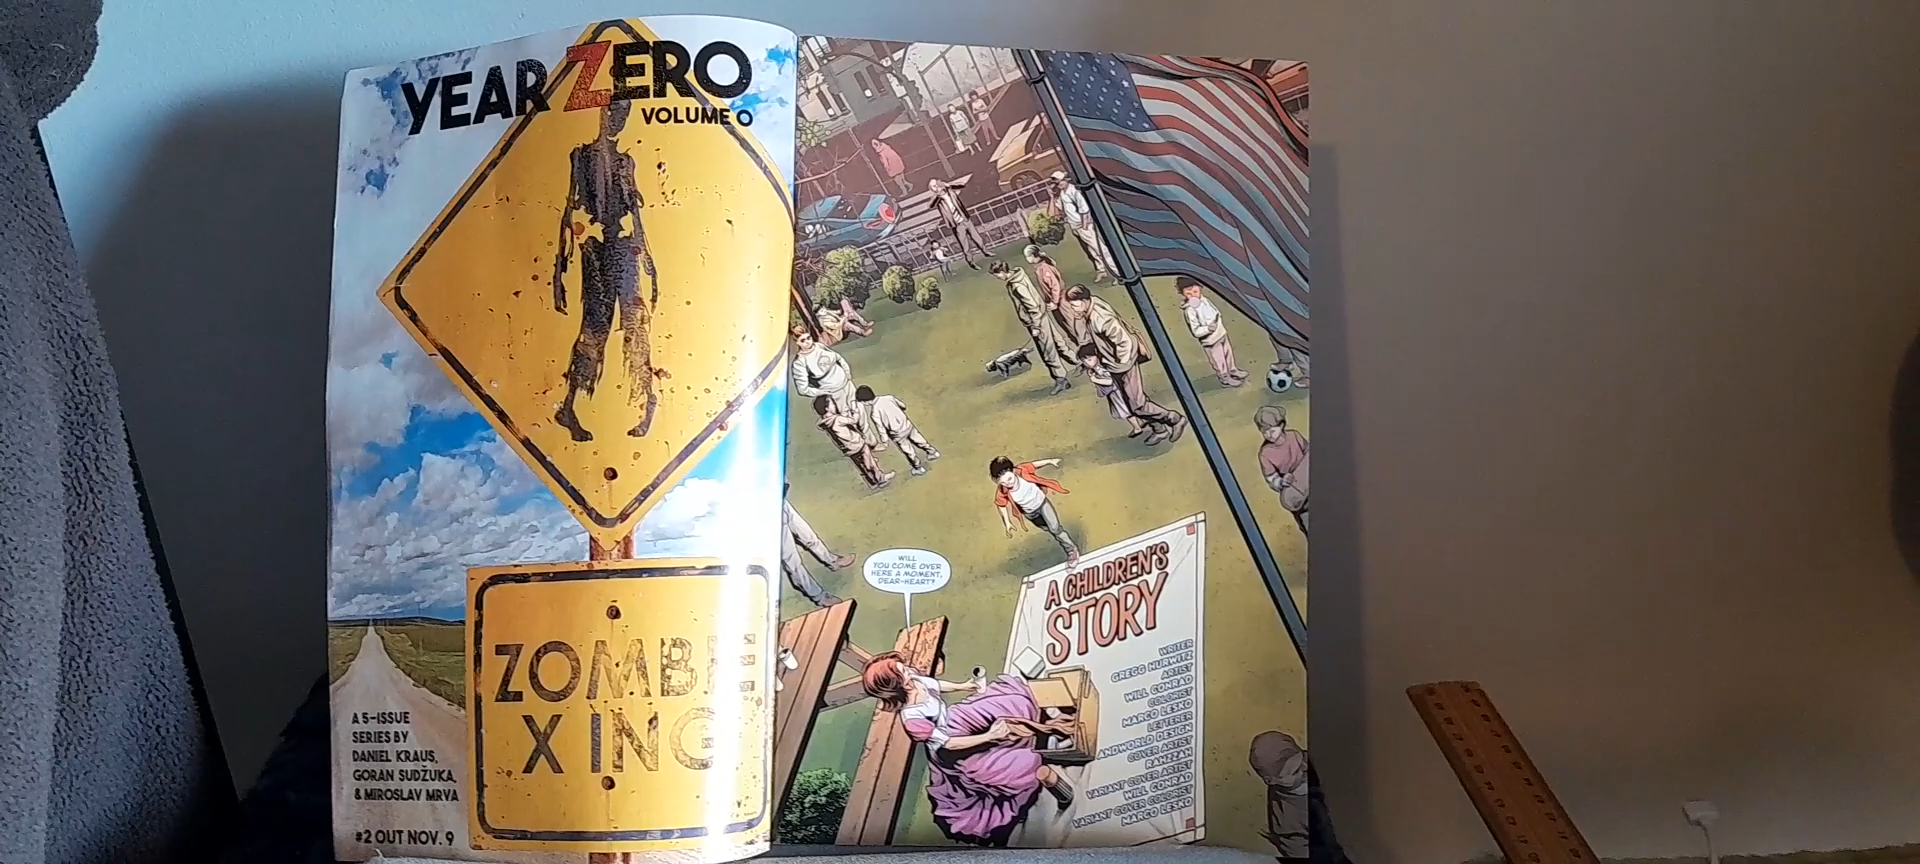 YEAR ZERO
VOLUME 0
ZOMBIE
XING
A 5-ISSUE
SERIES BY
DANIEL KRAUS,
GORAN SUDŽUKA,
& MIROSLAV MRVA
#2 OUT NOV. 9
WILL
YOU COME OVER
HERE A MOMENT,
DEAR-HEART?
A CHILDREN'S
STORY
WRITER
GREGG HURWITZ
ARTIST
WILL CONRAD
COLORIST
MARCO LESKO
LETTERER
ANDWORLD DESIGN
COVER ARTIST
RAHZZAH
VARIANT COVER ARTIST
WILL CONRAD
VARIANT COVER COLORIST
MARCO LESKO